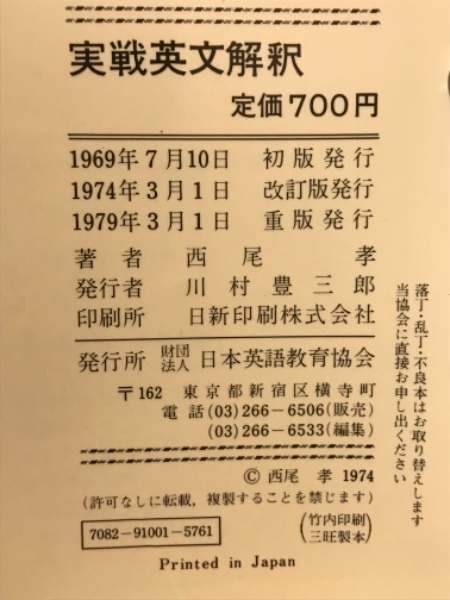 実戦英文解釈
定価700円
1969年7月10日 初版発行
1974年3月1日 改訂版発行
1979年3月1日 重版発行
著者 西尾 孝
発行者 川村豊三郎
印刷所 日新印刷株式会社
発行所 財団法人 日本英語教育協会
〒162 東京都新宿区横寺町
電話(03)266-6506(販売)
(03)266-6533(編集)
© 西尾 孝 1974
(許可なしに転載,複製することを禁じます)
7082-91001-5761
(竹内印刷
三旺製本)
Printed in Japan
落丁・乱丁・不良本はお取り替えします
当協会に直接お申し出ください